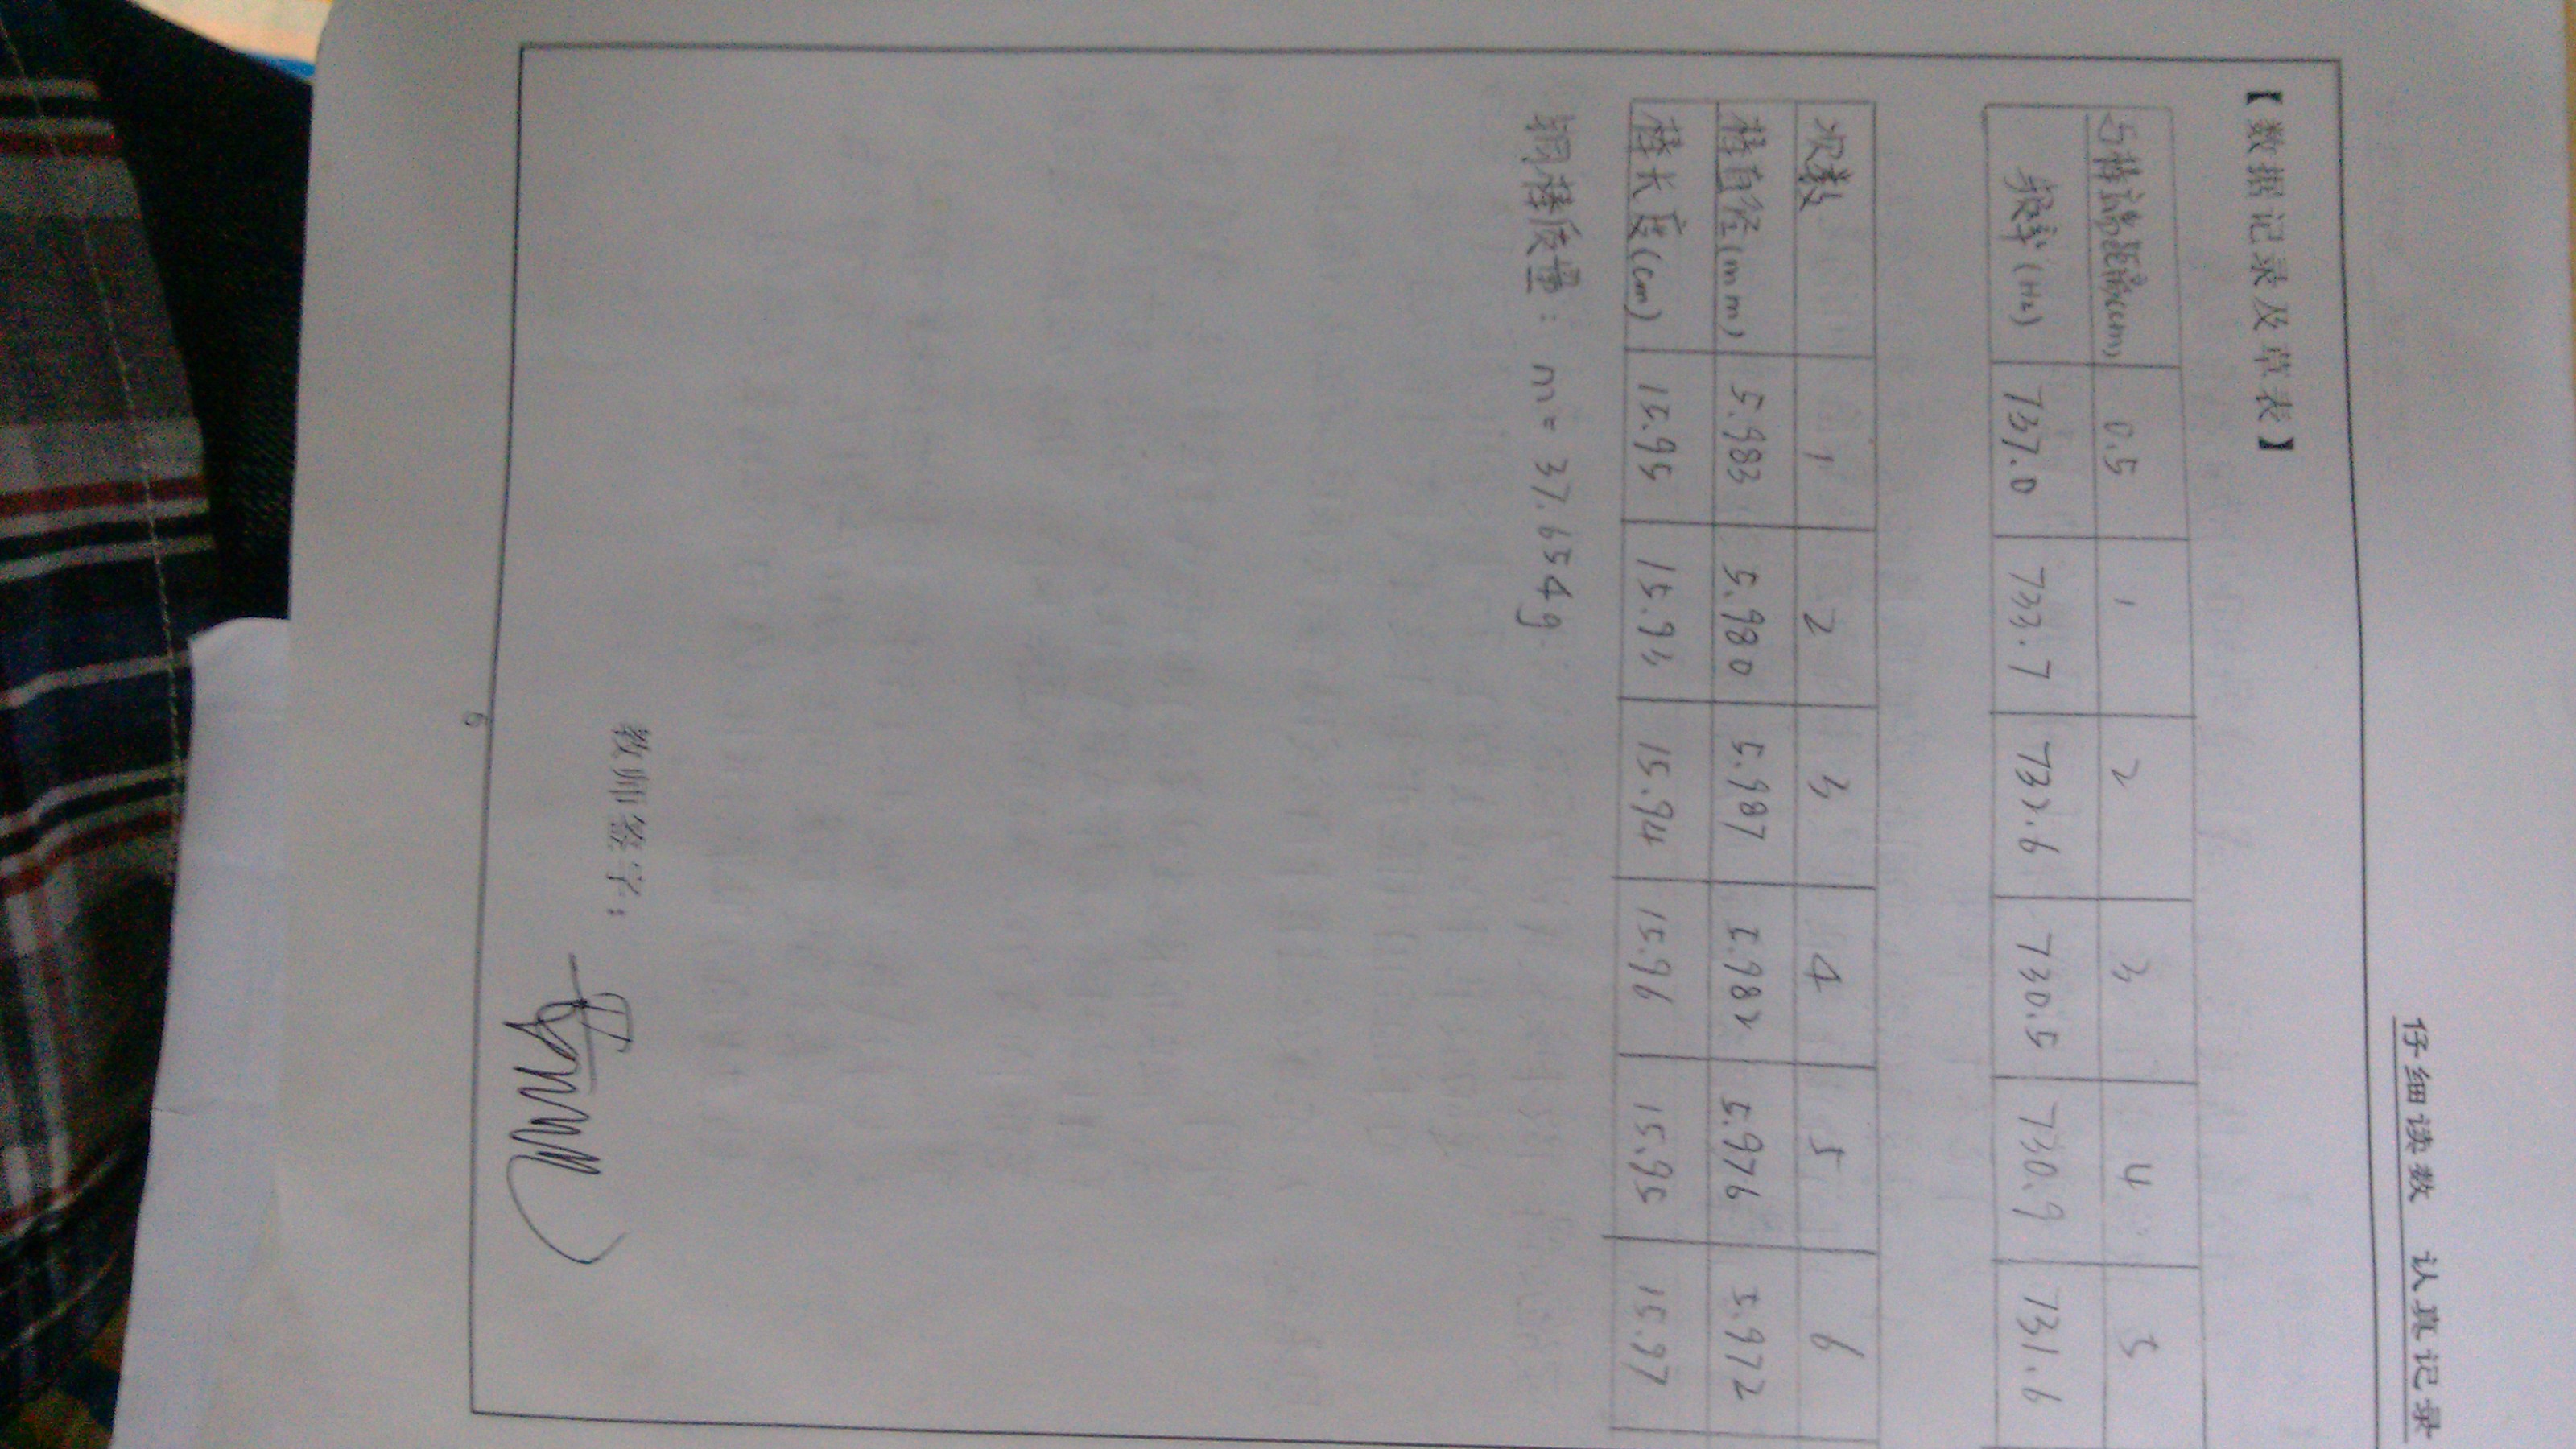 仔细读数 认真记录
【数据记录及草表】
与棒端距离(cm) 0.5 1 2 3 4 5
频率(Hz) 737.0 733.7 732.6 730.5 730.9 731.6
次数 1 2 3 4 5 6
棒直径(mm) 5.983 5.980 5.987 5.982 5.976 5.972
棒长度(cm) 15.95 15.93 15.94 15.96 15.95 15.97
铜棒质量: m = 37.654g
教师签字:
6